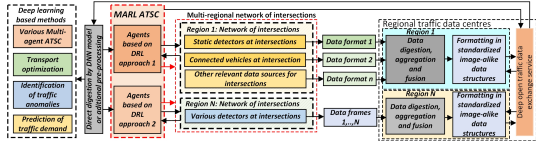 Deep learning
based methods
Various Multi-
agent ATSC
Transport
optimization
Identification
of traffic
anomalies
Prediction of
traffic demand
Direct digestion by DNN model
or optional pre-processing
MARL ATSC
Agents
based on
DRL
approach 1
Agents
based on
DRL
approach 2
Multi-regional network of intersections
Region 1: Network of intersections
Static detectors at intersections
Connected vehicles at intersection
Other relevant data sources for
intersections
Region N: Network of intersections
Various detectors at intersections
Data format 1
Data format 2
Data format n
Data frames
1,..,N
Regional traffic data centres
Region 1
Data
digestion,
aggregation
and fusion
Formatting in
standardized
image-like
data
structures
Region N
Data digestion,
aggregation
and fusion
Formatting in
standardized
image-like data
structures
Deep open traffic data
exchange service